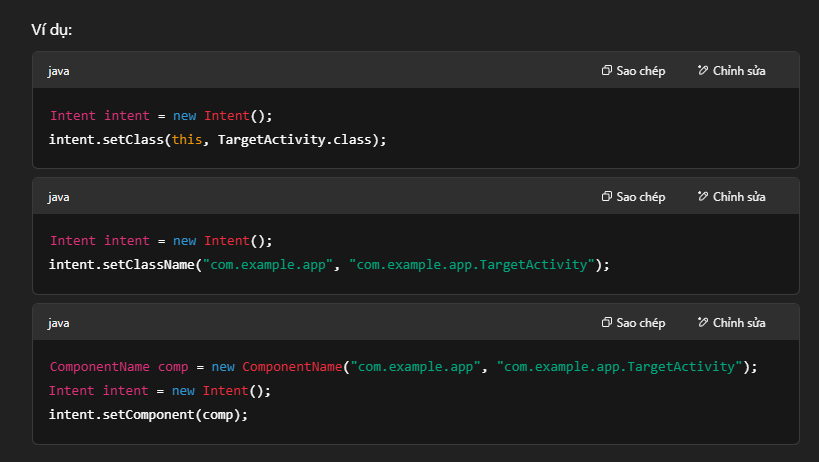 Ví dụ:
java
Sao chép
Chỉnh sửa
Intent intent = new Intent();
intent.setClass(this, TargetActivity.class);
java
Sao chép
Chỉnh sửa
Intent intent = new Intent();
intent.setClassName("com.example.app", "com.example.app.TargetActivity");
java
Sao chép
Chỉnh sửa
ComponentName comp = new ComponentName("com.example.app", "com.example.app.TargetActivity");
Intent intent = new Intent();
intent.setComponent(comp);